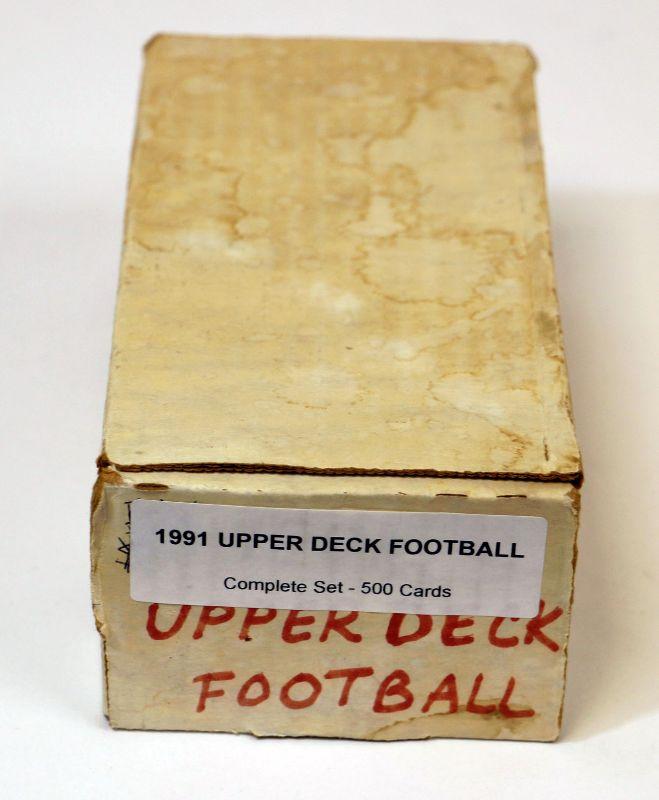 1991 UPPER DECK FOOTBALL
Complete Set - 500 Cards
UPPER DECK
FOOTBALL